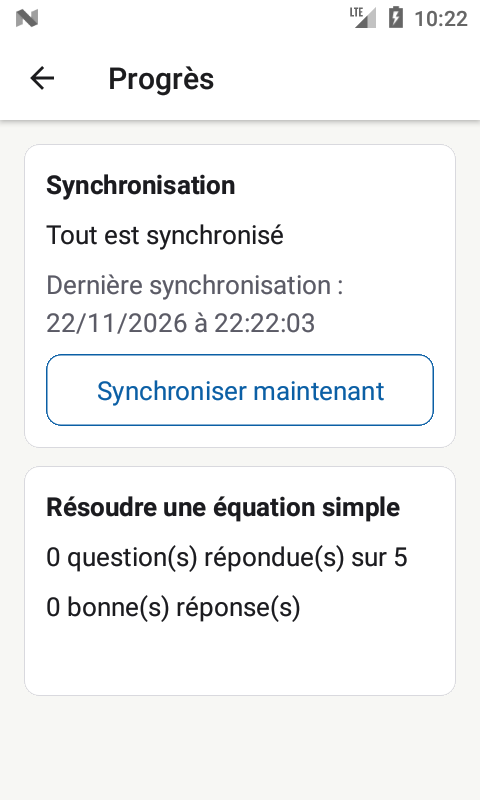 LTE 10:22
Progrès
Synchronisation
Tout est synchronisé
Dernière synchronisation :
22/11/2026 à 22:22:03
Synchroniser maintenant
Résoudre une équation simple
0 question(s) répondue(s) sur 5
0 bonne(s) réponse(s)